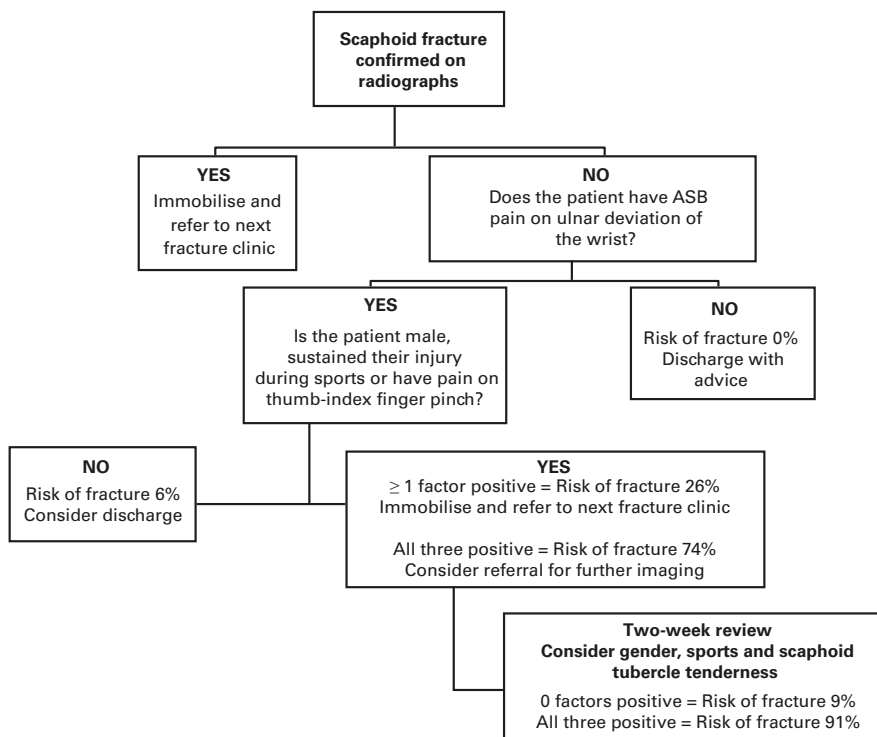 Scaphoid fracture
confirmed on
radiographs
YES
Immobilise and
refer to next
fracture clinic
NO
Does the patient have ASB
pain on ulnar deviation of
the wrist?
YES
Is the patient male,
sustained their injury
during sports or have pain on
thumb-index finger pinch?
NO
Risk of fracture 0%
Discharge with
advice
NO
Risk of fracture 6%
Consider discharge
YES
≥ 1 factor positive = Risk of fracture 26%
Immobilise and refer to next fracture clinic
All three positive = Risk of fracture 74%
Consider referral for further imaging
Two-week review
Consider gender, sports and scaphoid
tubercle tenderness
0 factors positive = Risk of fracture 9%
All three positive = Risk of fracture 91%